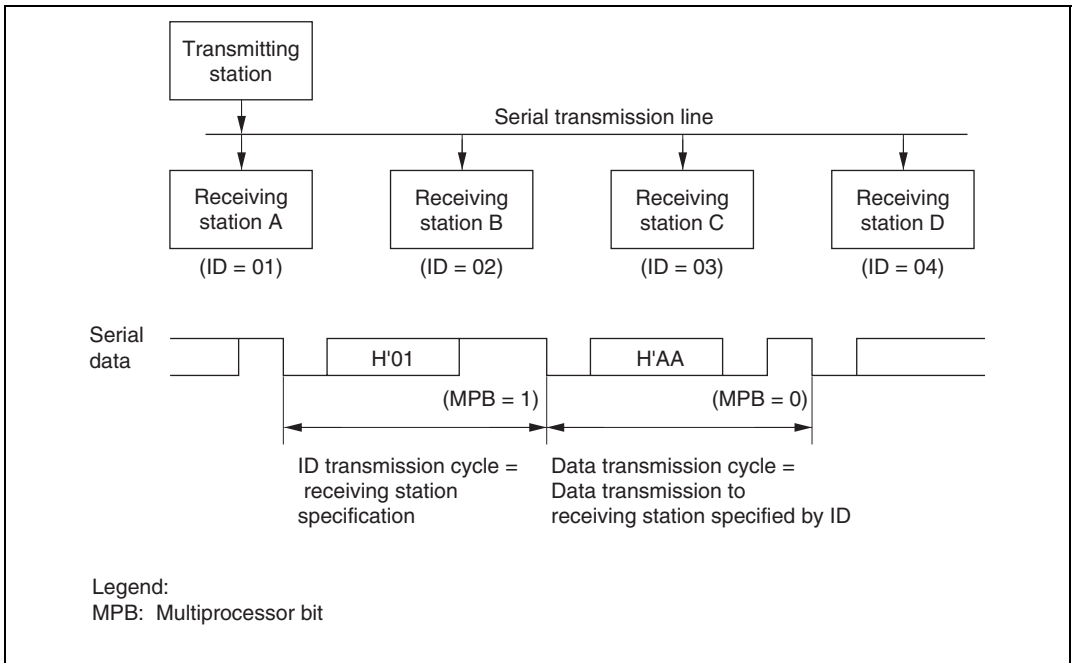 Transmitting
station
Serial transmission line
Receiving
station A
Receiving
station B
Receiving
station C
Receiving
station D
(ID = 01)
(ID = 02)
(ID = 03)
(ID = 04)
Serial
data
H'01
H'AA
(MPB = 1)
(MPB = 0)
ID transmission cycle =
receiving station
specification
Data transmission cycle =
Data transmission to
receiving station specified by ID
Legend:
MPB: Multiprocessor bit